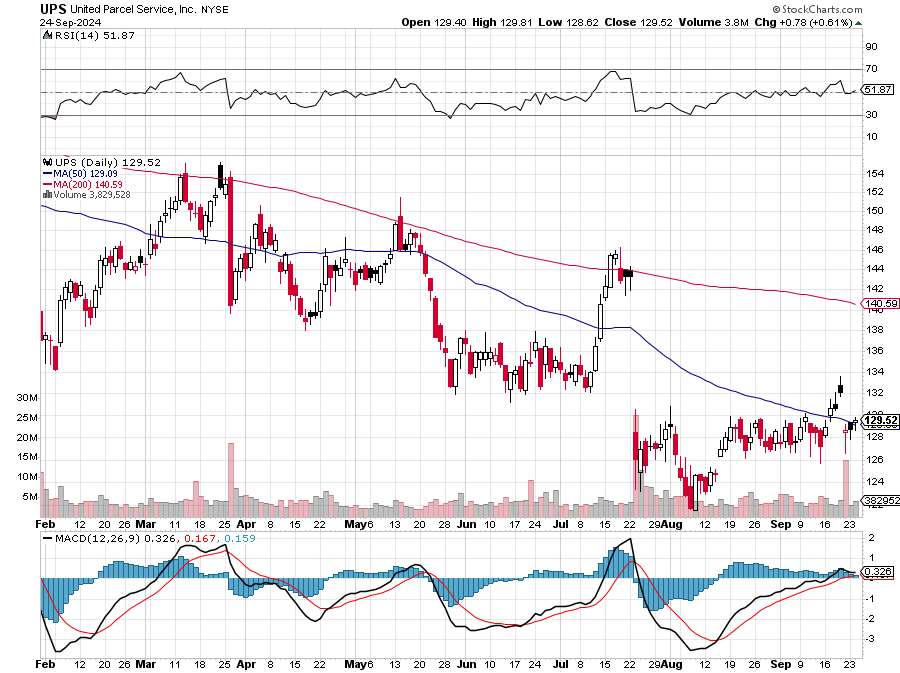 UPS United Parcel Service, Inc. NYSE © StockCharts.com
24-Sep-2024 Open 129.40 High 129.81 Low 128.62 Close 129.52 Volume 3.8M Chg +0.78 (+0.61%)
RSI(14) 51.87
90
70
51.87
30
10
UPS (Daily) 129.52
MA(50) 129.09
MA(200) 140.59
Volume 3,829,528
154
152
150
148
146
144
142
140.59
140
138
136
134
132
130
129.52
128
126
124
122
382952
30M
25M
20M
15M
10M
5M
Feb 5 12 20 26 Mar 11 18 25 Apr 8 15 22 May 6 13 20 28 Jun 10 17 24 Jul 8 15 22 29 Aug 12 19 26 Sep 9 16 23
MACD(12,26,9) 0.326, 0.167, 0.159
2
1
0.326
-1
-2
-3
Feb 5 12 20 26 Mar 11 18 25 Apr 8 15 22 May 6 13 20 28 Jun 10 17 24 Jul 8 15 22 29 Aug 12 19 26 Sep 9 16 23